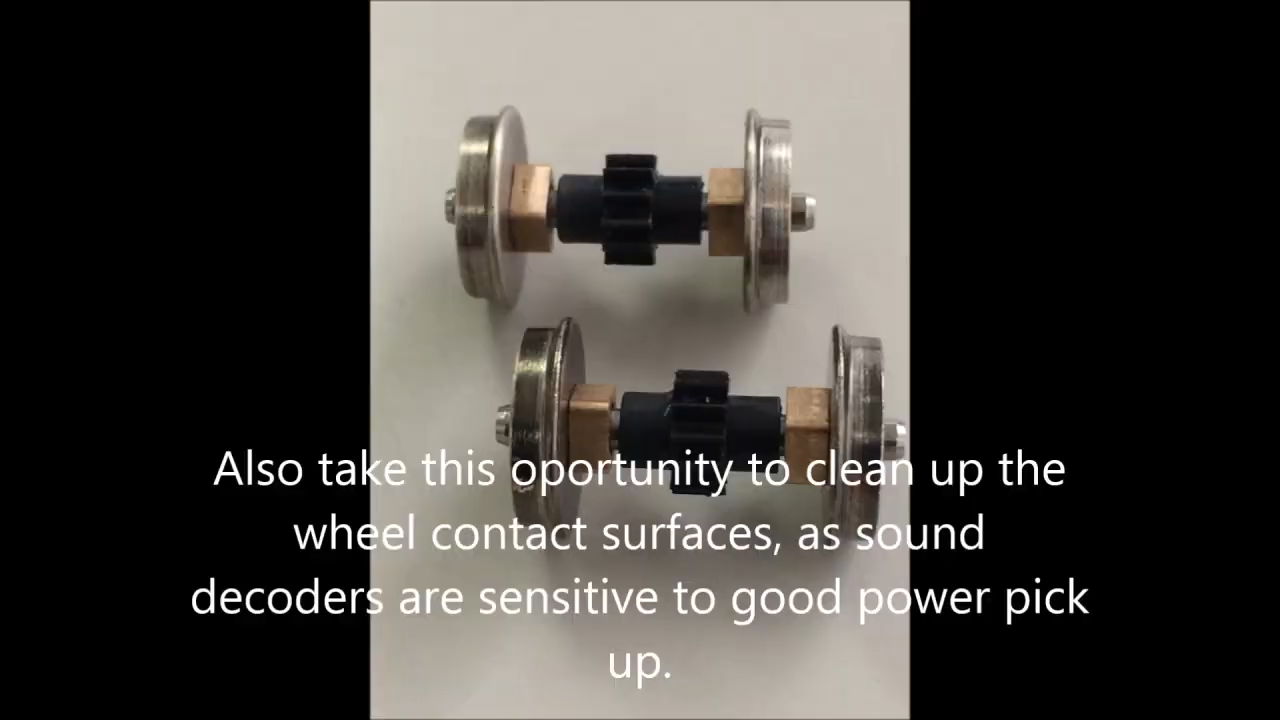 Also take this oportunity to clean up the
wheel contact surfaces, as sound
decoders are sensitive to good power pick
up.